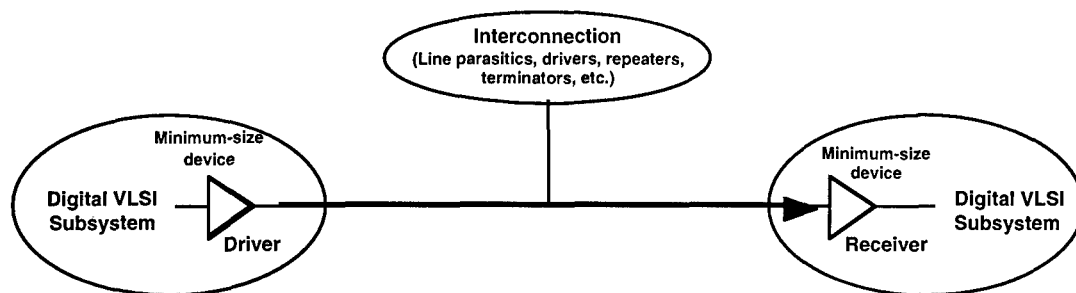 Interconnection
(Line parasitics, drivers, repeaters,
terminators, etc.)
Minimum-size
device
Digital VLSI
Subsystem
Driver
Minimum-size
device
Receiver
Digital VLSI
Subsystem